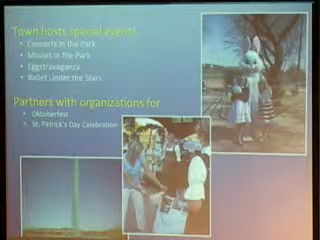 Town hosts special events
• Concerts in the Park
• Movies in the Park
• Eggstravaganza
• Ballet Under the Stars
Partners with organizations for
• Oktoberfest
• St. Patrick's Day Celebration